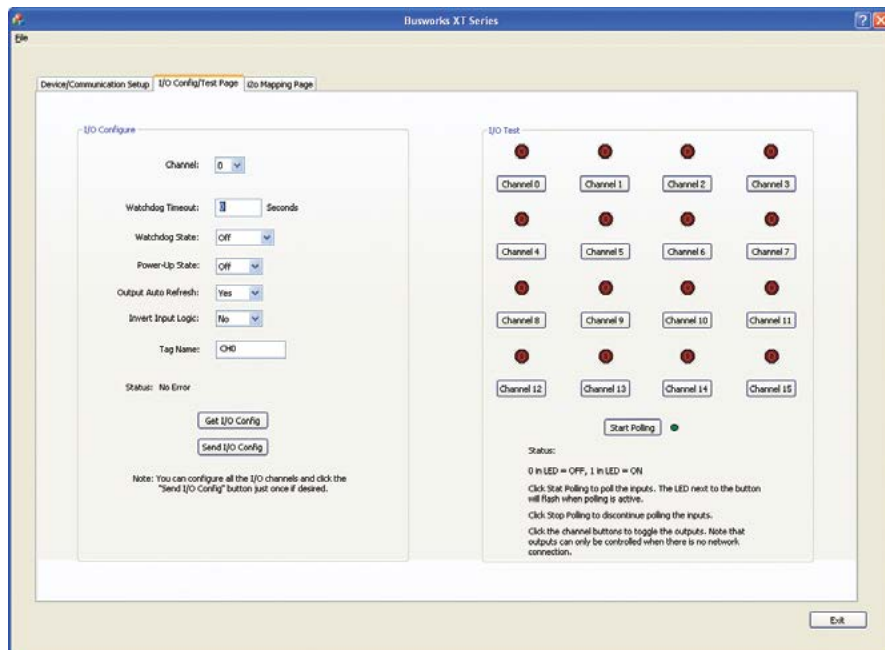 Busworks XT Series
File
Device/Communication Setup
I/O Config/Test Page
i2o Mapping Page
I/O Configure
Channel: 0
Watchdog Timeout: 0 Seconds
Watchdog State: Off
Power-Up State: Off
Output Auto Refresh: Yes
Invert Input Logic: No
Tag Name: CH0
Status: No Error
Get I/O Config
Send I/O Config
Note: You can configure all the I/O channels and click the
"Send I/O Config" button just once if desired.
I/O Test
Channel 0 Channel 1 Channel 2 Channel 3
Channel 4 Channel 5 Channel 6 Channel 7
Channel 8 Channel 9 Channel 10 Channel 11
Channel 12 Channel 13 Channel 14 Channel 15
Start Polling
Status:
0 in LED = OFF, 1 in LED = ON
Click Stat Polling to poll the inputs. The LED next to the button
will flash when polling is active.
Click Stop Polling to discontinue polling the inputs.
Click the channel buttons to toggle the outputs. Note that
outputs can only be controlled when there is no network
connection.
Exit